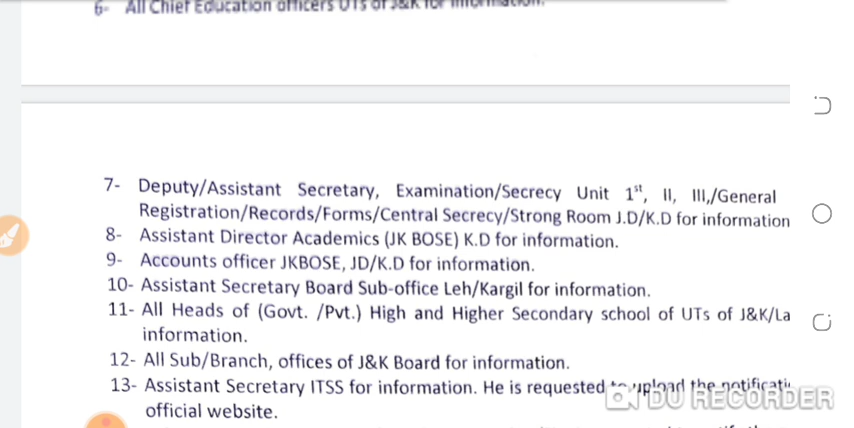 6- All Chief Education officers UTs of J&K for information.
7- Deputy/Assistant Secretary, Examination/Secrecy Unit 1st, II, III,/General
Registration/Records/Forms/Central Secrecy/Strong Room J.D/K.D for information
8- Assistant Director Academics (JK BOSE) K.D for information.
9- Accounts officer JKBOSE, JD/K.D for information.
10- Assistant Secretary Board Sub-office Leh/Kargil for information.
11- All Heads of (Govt. /Pvt.) High and Higher Secondary school of UTs of J&K/La
information.
12- All Sub/Branch, offices of J&K Board for information.
13- Assistant Secretary ITSS for information. He is requested to upload the notificati
official website.
DU RECORDER